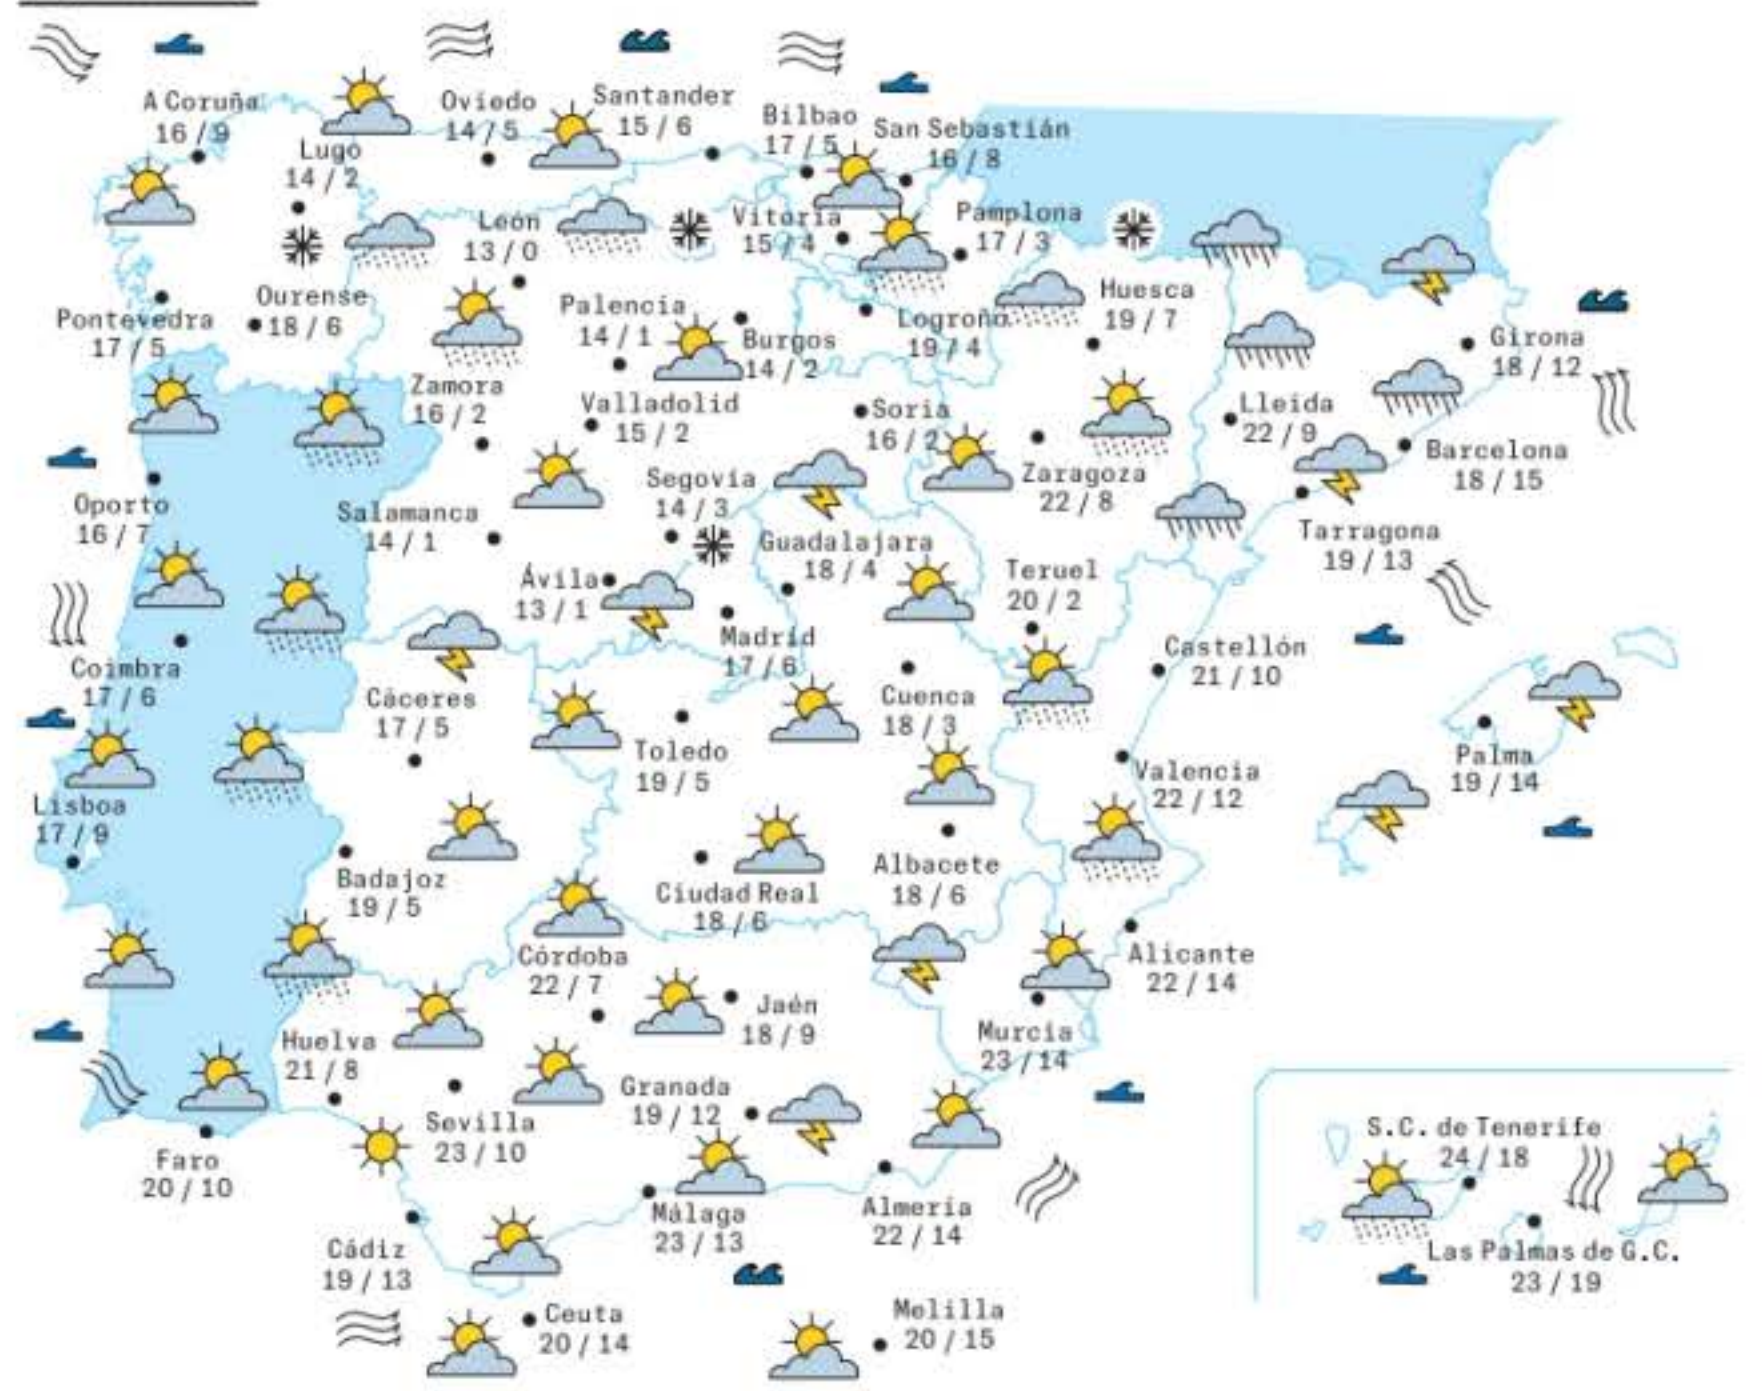 A Coruña
16 / 9
Lugo
14 / 2
Oviedo
14 / 5
Santander
15 / 6
Bilbao
17 / 5
San Sebastián
16 / 8
León
13 / 0
Vitoria
15 / 4
Pamplona
17 / 3
Pontevedra
17 / 5
Ourense
18 / 6
Palencia
14 / 1
Burgos
14 / 2
Logroño
19 / 4
Huesca
19 / 7
Girona
18 / 12
Zamora
16 / 2
Valladolid
15 / 2
Soria
16 / 2
Zaragoza
22 / 8
Lleida
22 / 9
Barcelona
18 / 15
Oporto
16 / 7
Salamanca
14 / 1
Segovia
14 / 3
Guadalajara
18 / 4
Tarragona
19 / 13
Ávila
13 / 1
Madrid
17 / 6
Teruel
20 / 2
Castellón
21 / 10
Coimbra
17 / 6
Cáceres
17 / 5
Toledo
19 / 5
Cuenca
18 / 3
Valencia
22 / 12
Palma
19 / 14
Lisboa
17 / 9
Badajoz
19 / 5
Ciudad Real
18 / 6
Albacete
18 / 6
Córdoba
22 / 7
Jaén
18 / 9
Alicante
22 / 14
Murcia
23 / 14
Huelva
21 / 8
Sevilla
23 / 10
Granada
19 / 12
Faro
20 / 10
Cádiz
19 / 13
Málaga
23 / 13
Almería
22 / 14
Ceuta
20 / 14
Melilla
20 / 15
S.C. de Tenerife
24 / 18
Las Palmas de G.C.
23 / 19